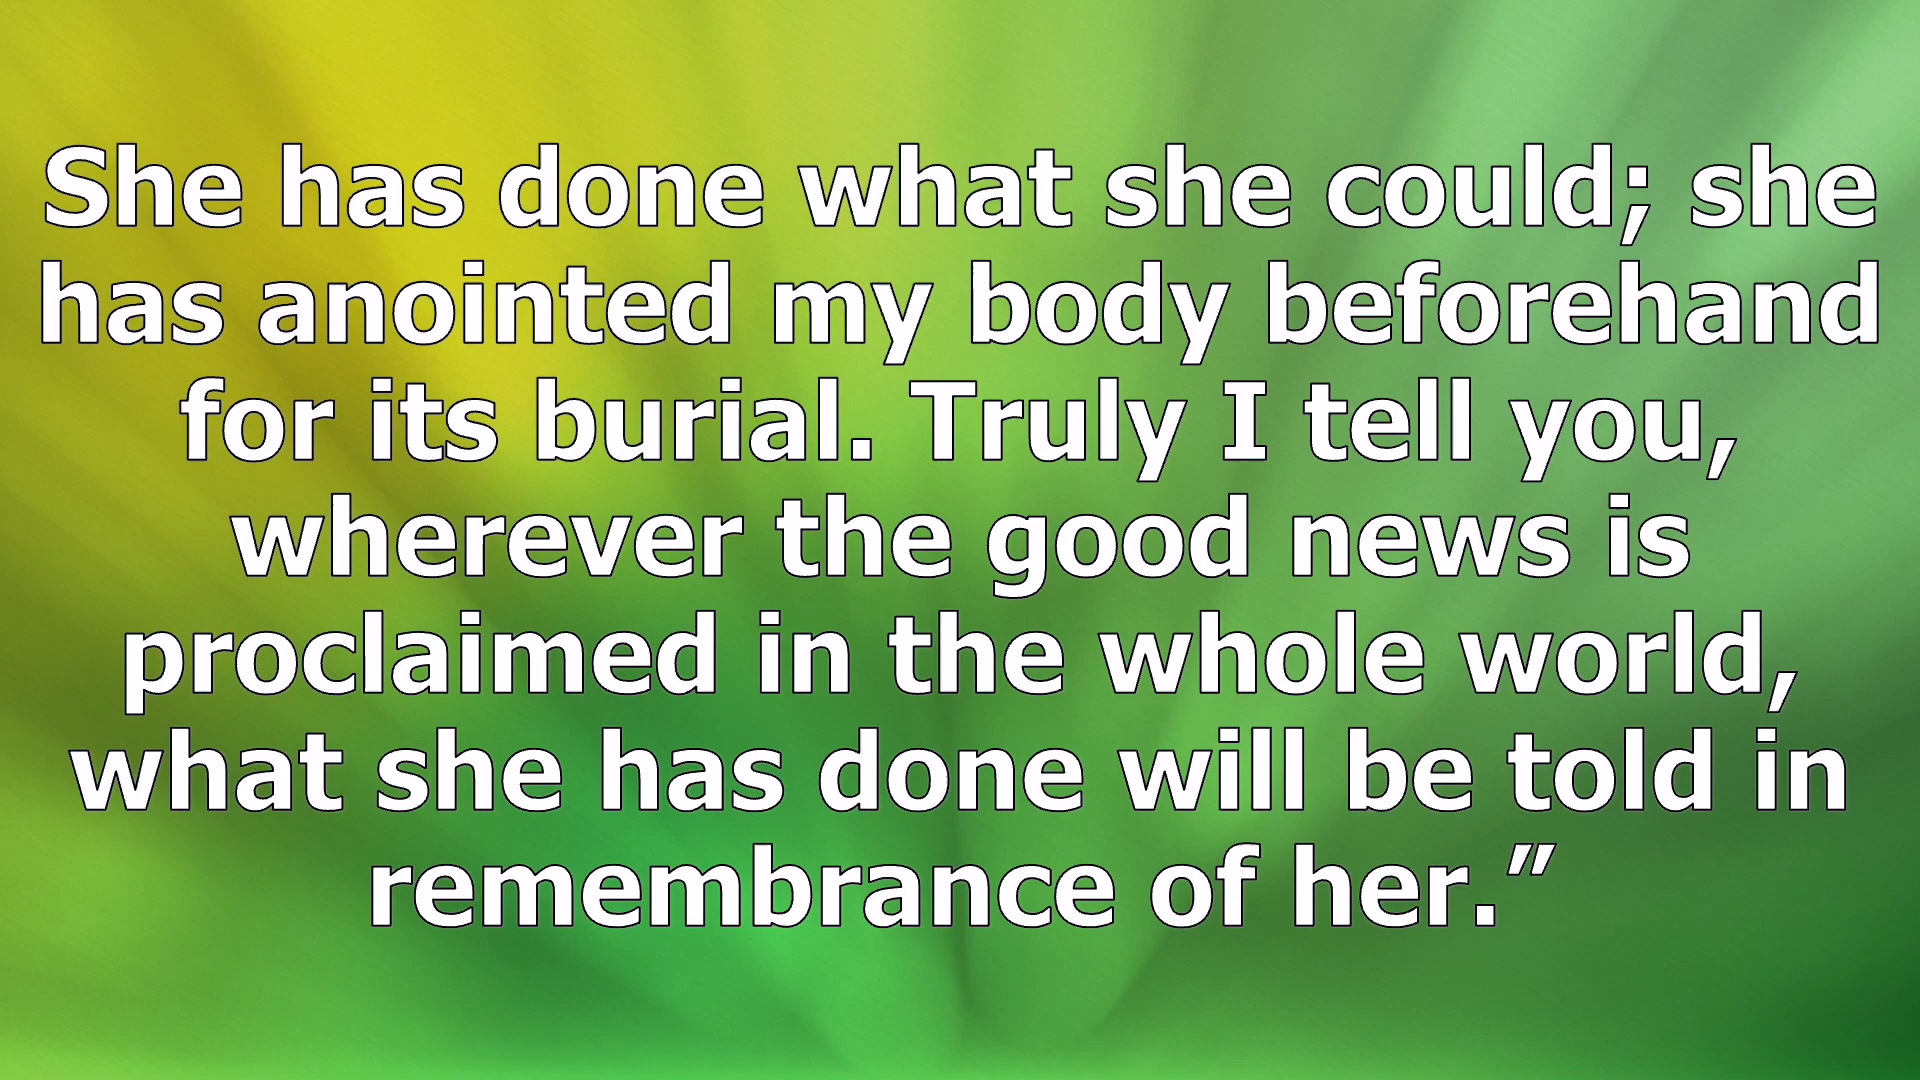 She has done what she could; she
has anointed my body beforehand
for its burial. Truly I tell you,
wherever the good news is
proclaimed in the whole world,
what she has done will be told in
remembrance of her.”